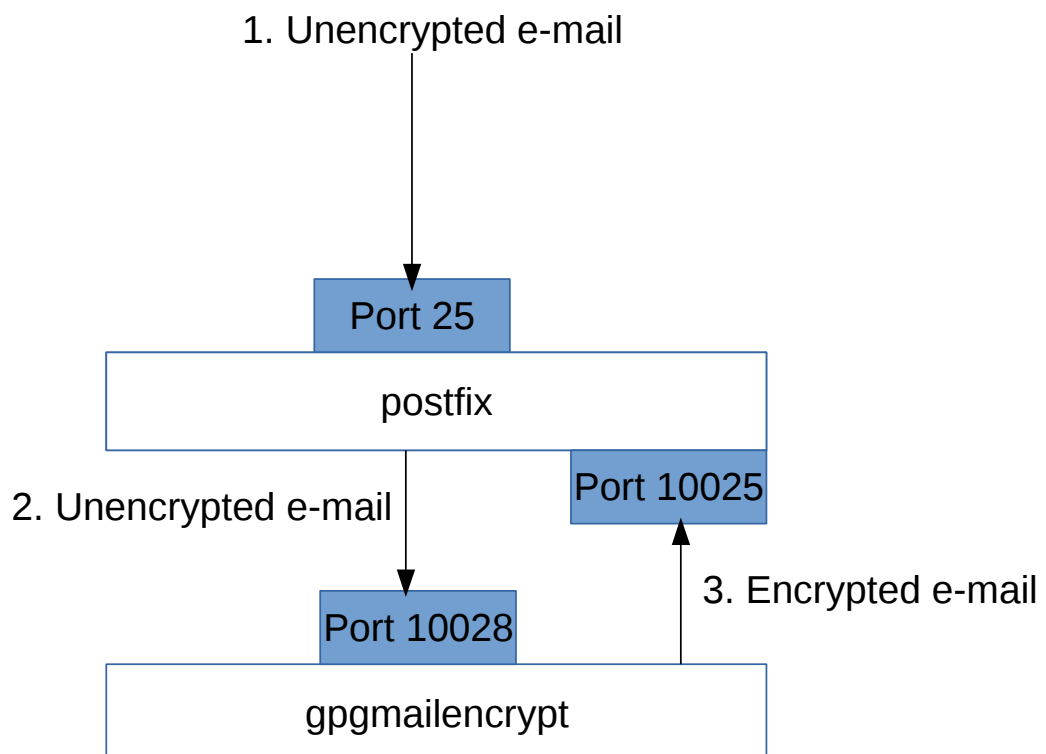 1. Unencrypted e-mail
Port 25
postfix
Port 10025
2. Unencrypted e-mail
3. Encrypted e-mail
Port 10028
gpgmailencrypt